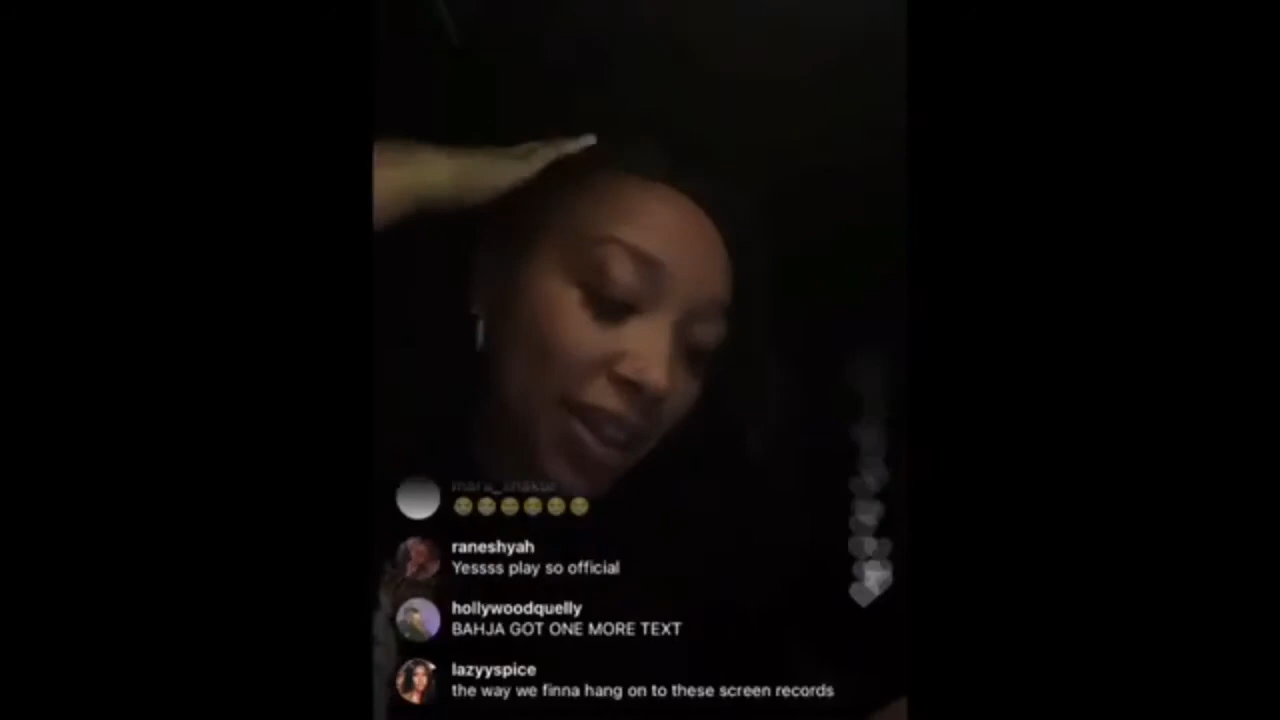 raneshyah
Yessss play so official
hollywoodquelly
BAHJA GOT ONE MORE TEXT
lazyyspice
the way we finna hang on to these screen records